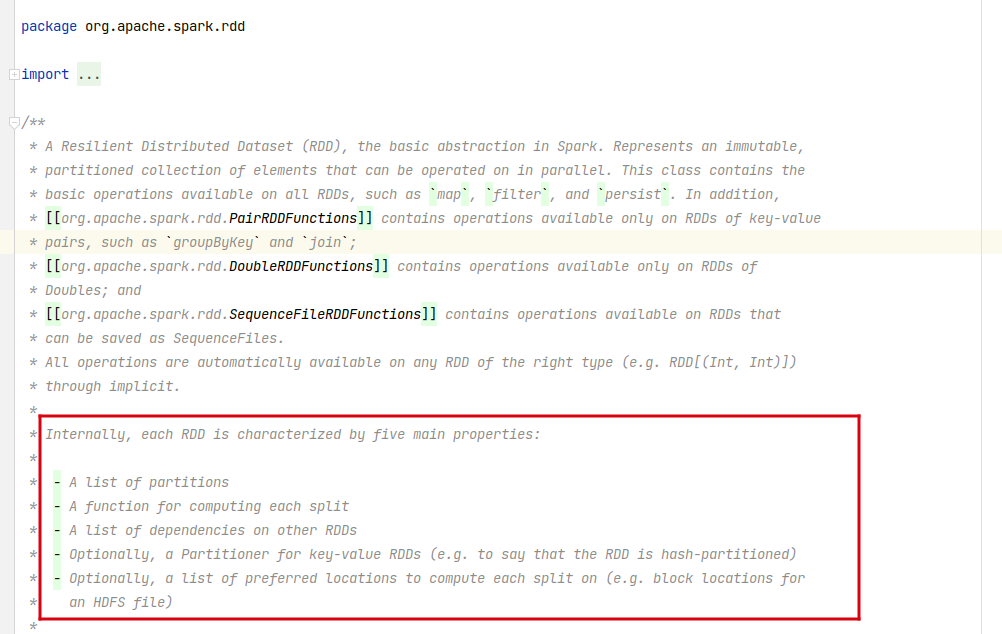 package org.apache.spark.rdd
import ...
/**
* A Resilient Distributed Dataset (RDD), the basic abstraction in Spark. Represents an immutable,
* partitioned collection of elements that can be operated on in parallel. This class contains the
* basic operations available on all RDDs, such as `map`, `filter`, and `persist`. In addition,
* [[org.apache.spark.rdd.PairRDDFunctions]] contains operations available only on RDDs of key-value
* pairs, such as `groupByKey` and `join`;
* [[org.apache.spark.rdd.DoubleRDDFunctions]] contains operations available only on RDDs of
* Doubles; and
* [[org.apache.spark.rdd.SequenceFileRDDFunctions]] contains operations available on RDDs that
* can be saved as SequenceFiles.
* All operations are automatically available on any RDD of the right type (e.g. RDD[(Int, Int)])
* through implicit.
*
* Internally, each RDD is characterized by five main properties:
*
* - A list of partitions
* - A function for computing each split
* - A list of dependencies on other RDDs
* - Optionally, a Partitioner for key-value RDDs (e.g. to say that the RDD is hash-partitioned)
* - Optionally, a list of preferred locations to compute each split on (e.g. block locations for
* an HDFS file)
*